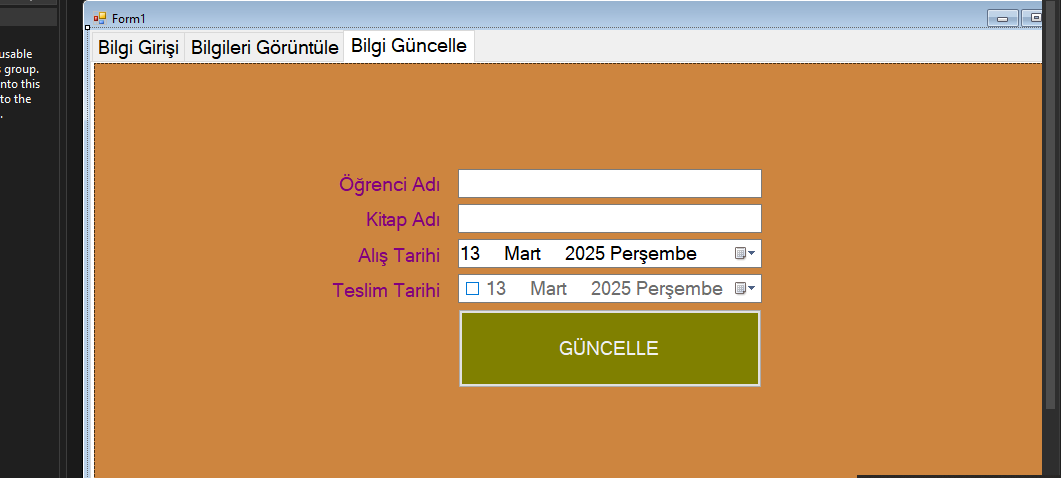 Form1
usable
group.
nto this
to the
.
Bilgi Girişi Bilgileri Görüntüle Bilgi Güncelle
Öğrenci Adı
Kitap Adı
Alış Tarihi 13 Mart 2025 Perşembe
Teslim Tarihi 13 Mart 2025 Perşembe
GÜNCELLE